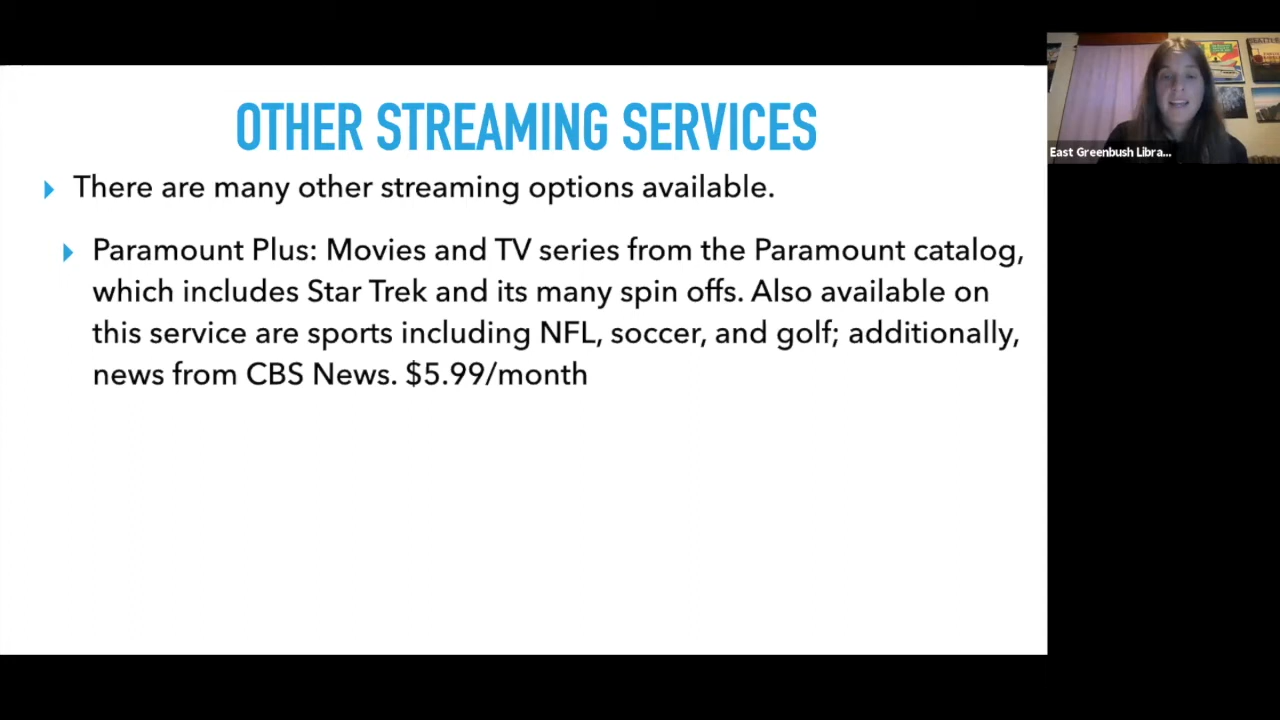 OTHER STREAMING SERVICES
There are many other streaming options available.
Paramount Plus: Movies and TV series from the Paramount catalog,
which includes Star Trek and its many spin offs. Also available on
this service are sports including NFL, soccer, and golf; additionally,
news from CBS News. $5.99/month
East Greenbush Libra...